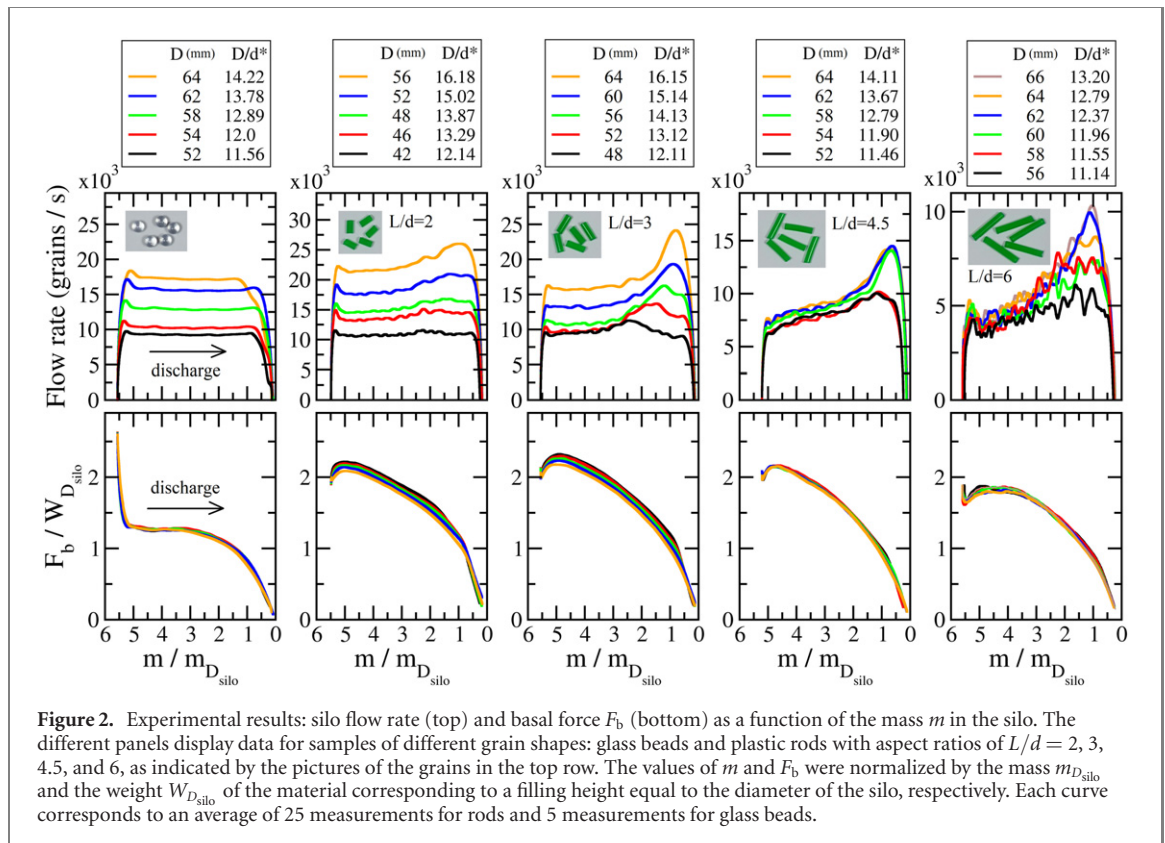 D (mm) D/d*
64 14.22
62 13.78
58 12.89
54 12.0
52 11.56
D (mm) D/d*
56 16.18
52 15.02
48 13.87
46 13.29
42 12.14
D (mm) D/d*
64 16.15
60 15.14
56 14.13
52 13.12
48 12.11
D (mm) D/d*
64 14.11
62 13.67
58 12.79
54 11.90
52 11.46
D (mm) D/d*
66 13.20
64 12.79
62 12.37
60 11.96
58 11.55
56 11.14
Flow rate (grains / s)
x10³
25
20
15
10
5
0
discharge
x10³
30
25
20
15
10
5
0
L/d=2
x10³
25
20
15
10
5
0
L/d=3
x10³
20
15
10
5
0
L/d=4.5
x10³
10
5
0
L/d=6
F_b / W_D_silo
2
1
0
discharge
2
1
0
2
1
0
2
1
0
2
1
0
6 5 4 3 2 1 0
6 5 4 3 2 1 0
6 5 4 3 2 1 0
6 5 4 3 2 1 0
6 5 4 3 2 1 0
m / m_D_silo
m / m_D_silo
m / m_D_silo
m / m_D_silo
m / m_D_silo
Figure 2. Experimental results: silo flow rate (top) and basal force F_b (bottom) as a function of the mass m in the silo. The
different panels display data for samples of different grain shapes: glass beads and plastic rods with aspect ratios of L/d = 2, 3,
4.5, and 6, as indicated by the pictures of the grains in the top row. The values of m and F_b were normalized by the mass m_D_silo
and the weight W_D_silo of the material corresponding to a filling height equal to the diameter of the silo, respectively. Each curve
corresponds to an average of 25 measurements for rods and 5 measurements for glass beads.